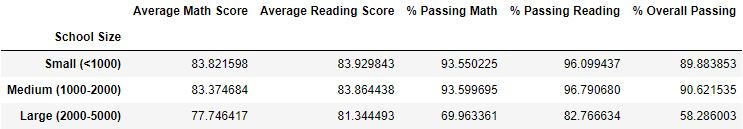 Average Math Score Average Reading Score % Passing Math % Passing Reading % Overall Passing
School Size
Small (<1000) 83.821598 83.929843 93.550225 96.099437 89.883853
Medium (1000-2000) 83.374684 83.864438 93.599695 96.790680 90.621535
Large (2000-5000) 77.746417 81.344493 69.963361 82.766634 58.286003